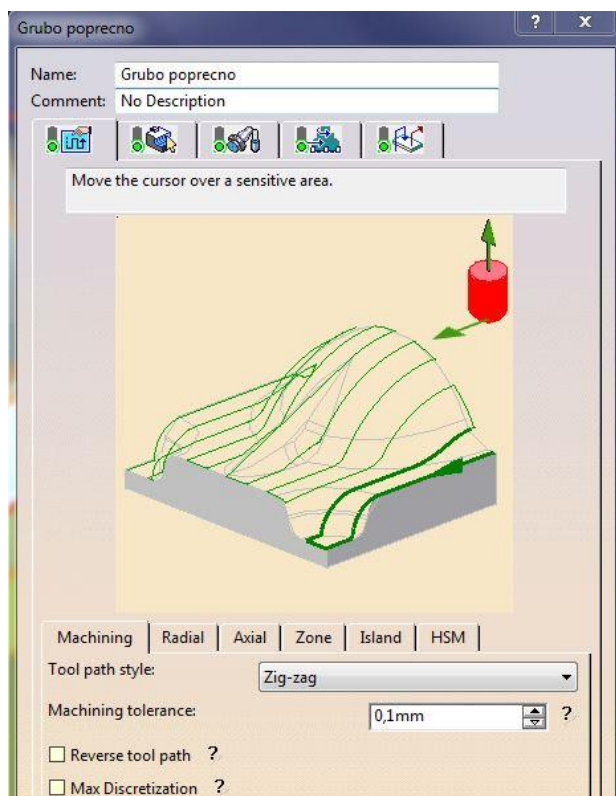 Grubo poprecno
Name: Grubo poprecno
Comment: No Description
Move the cursor over a sensitive area.
Machining Radial Axial Zone Island HSM
Tool path style: Zig-zag
Machining tolerance: 0,1mm ?
Reverse tool path ?
Max Discretization ?